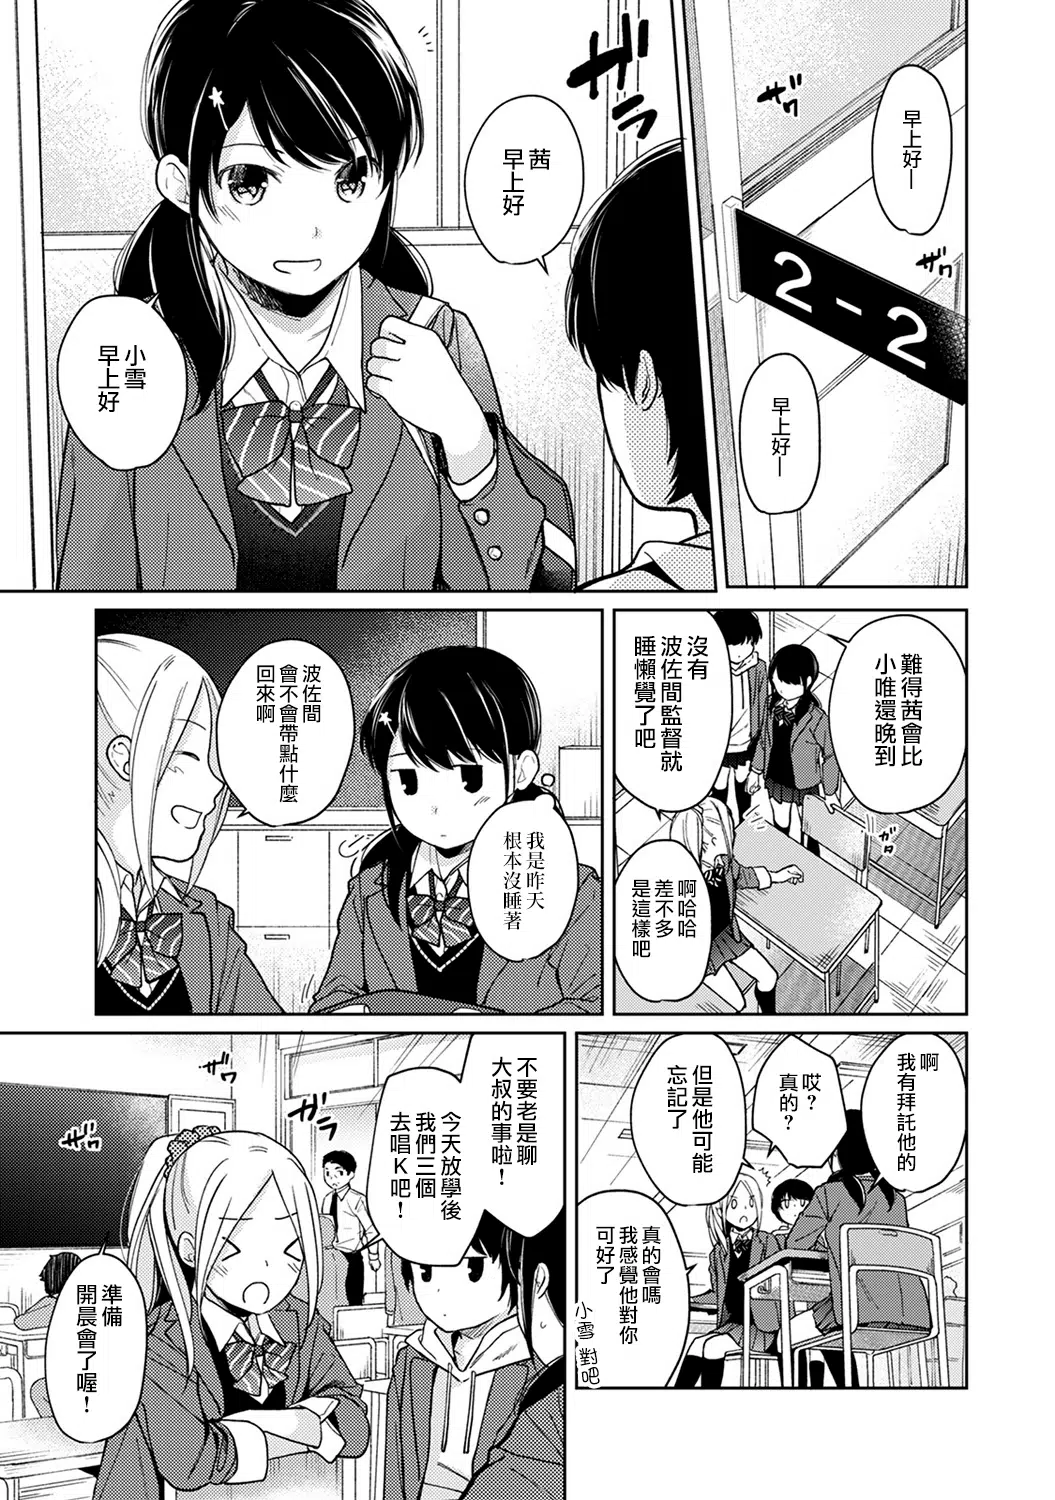 早上好ー
ザワ
2-2
ザワ
早上好ー
ガラ
茜
早上好
小雪
早上好
難得茜會比
小唯還晚到
沒有
波佐間監督就
睡懶覺了吧
啊哈哈
差不多
是這樣吧
我是昨天
根本沒睡著
波佐間
會不會帶點什麼
回來啊
啊
我有拜託他的
哎？
真的？
但是他可能
忘記了
真的會嗎
我感覺他對你
可好了
小雪 對吧
不要老是聊
大叔的事啦！
今天放學後
我們三個
去唱K吧！
ザワ
ザワ
準備
開晨會了喔！